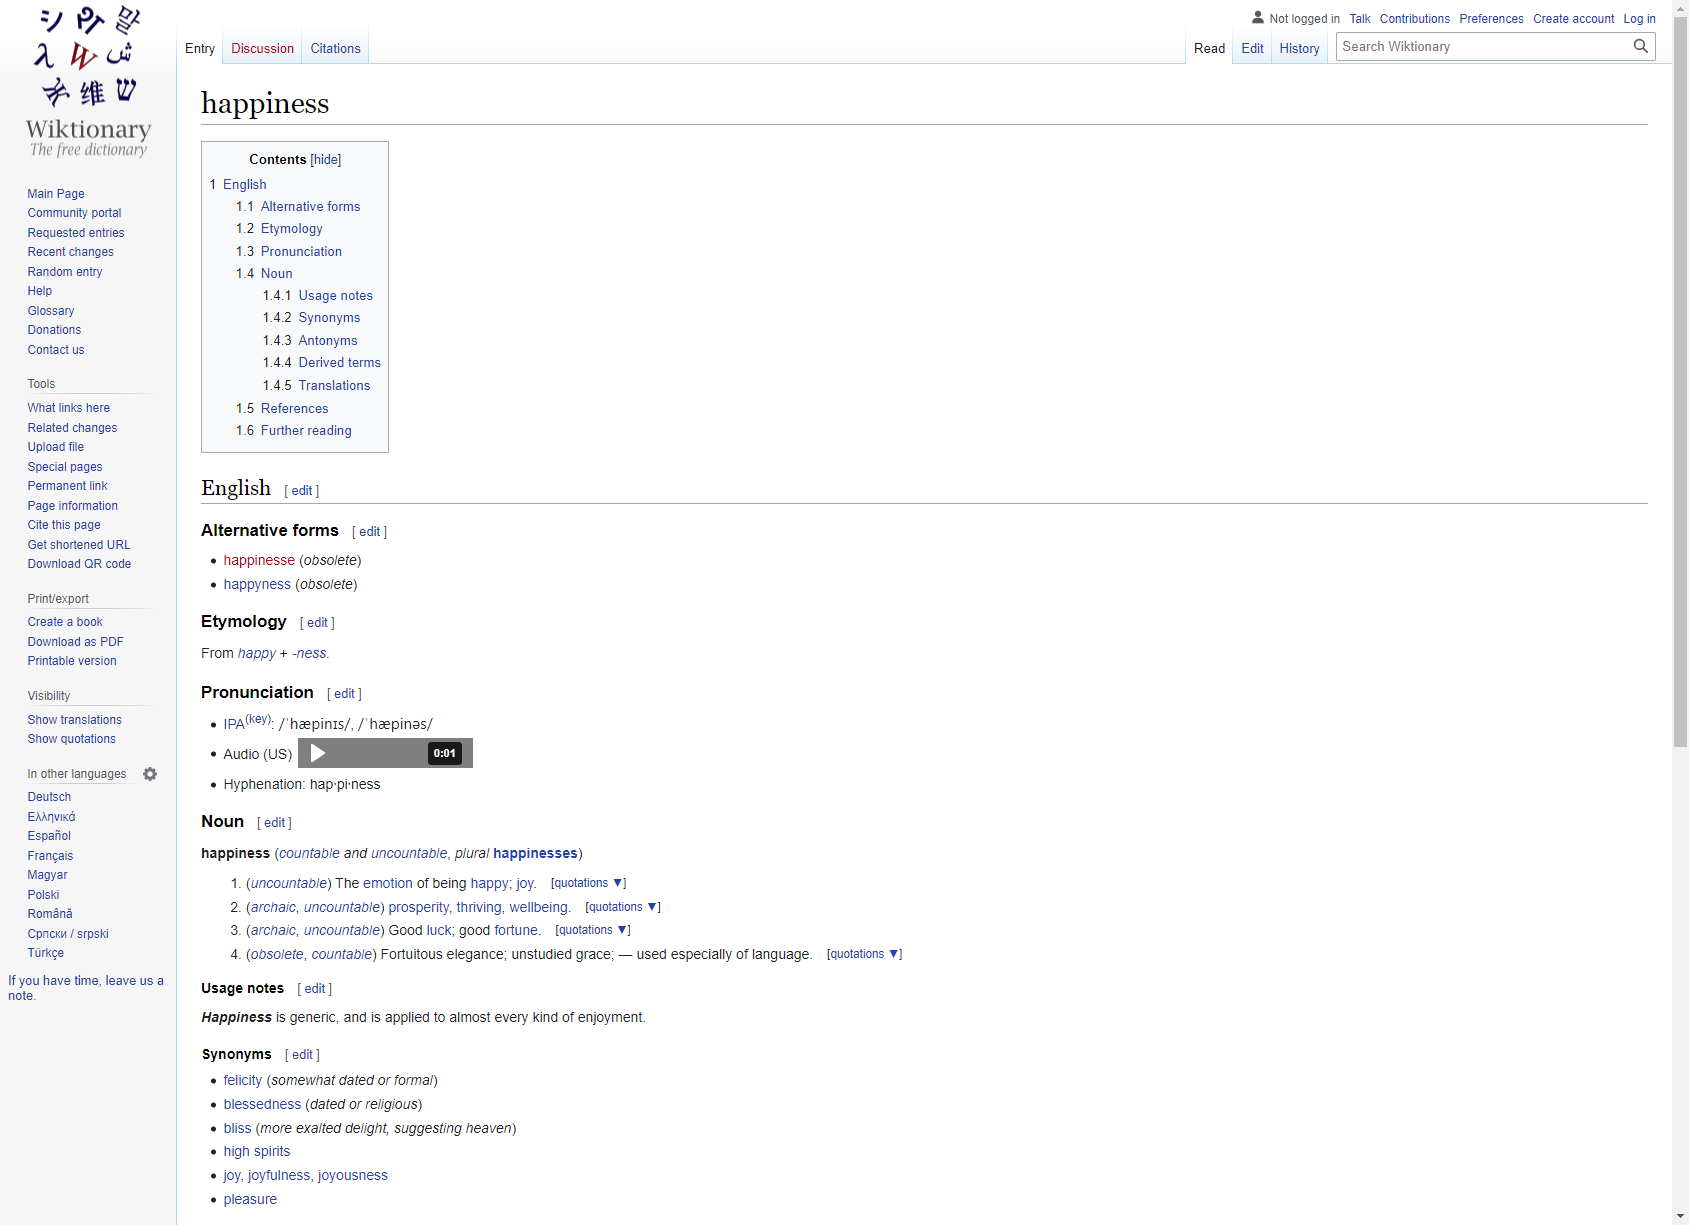 シ
말
λ
W
维
Wiktionary
The free dictionary
Main Page
Community portal
Requested entries
Recent changes
Random entry
Help
Glossary
Donations
Contact us
Tools
What links here
Related changes
Upload file
Special pages
Permanent link
Page information
Cite this page
Get shortened URL
Download QR code
Print/export
Create a book
Download as PDF
Printable version
Visibility
Show translations
Show quotations
In other languages
Deutsch
Ελληνικά
Español
Français
Magyar
Polski
Română
Српски / srpski
Türkçe
If you have time, leave us a
note.
Not logged in Talk Contributions Preferences Create account Log in
Entry Discussion Citations
Read Edit History Search Wiktionary
happiness
Contents [hide]
1 English
1.1 Alternative forms
1.2 Etymology
1.3 Pronunciation
1.4 Noun
1.4.1 Usage notes
1.4.2 Synonyms
1.4.3 Antonyms
1.4.4 Derived terms
1.4.5 Translations
1.5 References
1.6 Further reading
English [ edit ]
Alternative forms [ edit ]
• happinesse (obsolete)
• happyness (obsolete)
Etymology [ edit ]
From happy + -ness.
Pronunciation [ edit ]
• IPA(key): /ˈhæpinɪs/, /ˈhæpinəs/
• Audio (US) 0:01
• Hyphenation: hap‧pi‧ness
Noun [ edit ]
happiness (countable and uncountable, plural happinesses)
1. (uncountable) The emotion of being happy; joy. [quotations ▼]
2. (archaic, uncountable) prosperity, thriving, wellbeing. [quotations ▼]
3. (archaic, uncountable) Good luck; good fortune. [quotations ▼]
4. (obsolete, countable) Fortuitous elegance; unstudied grace; — used especially of language. [quotations ▼]
Usage notes [ edit ]
Happiness is generic, and is applied to almost every kind of enjoyment.
Synonyms [ edit ]
• felicity (somewhat dated or formal)
• blessedness (dated or religious)
• bliss (more exalted delight, suggesting heaven)
• high spirits
• joy, joyfulness, joyousness
• pleasure